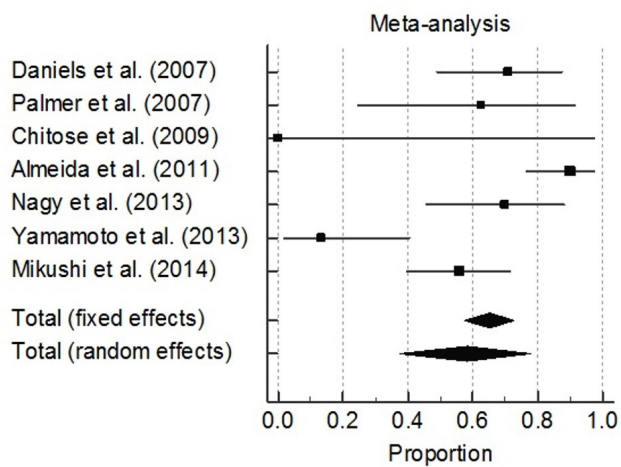 Meta-analysis
Daniels et al. (2007)
Palmer et al. (2007)
Chitose et al. (2009)
Almeida et al. (2011)
Nagy et al. (2013)
Yamamoto et al. (2013)
Mikushi et al. (2014)
Total (fixed effects)
Total (random effects)
0.0 0.2 0.4 0.6 0.8 1.0
Proportion